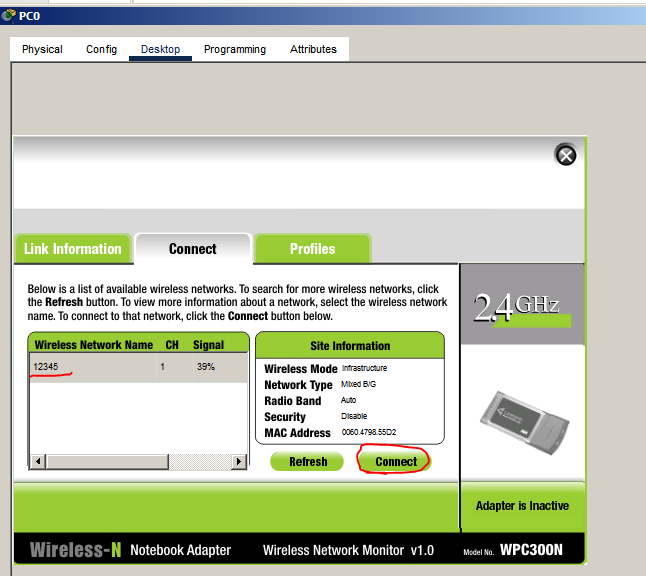 PC0
Physical Config Desktop Programming Attributes
Link Information Connect Profiles
Below is a list of available wireless networks. To search for more wireless networks, click
the Refresh button. To view more information about a network, select the wireless network
name. To connect to that network, click the Connect button below.
2,4GHz
Wireless Network Name CH Signal
12345 1 39%
Site Information
Wireless Mode Infrastructure
Network Type Mixed B/G
Radio Band Auto
Security Disable
MAC Address 0060.4798.55D2
Refresh Connect
Adapter is Inactive
Wireless-N Notebook Adapter Wireless Network Monitor v1.0 Model No. WPC300N